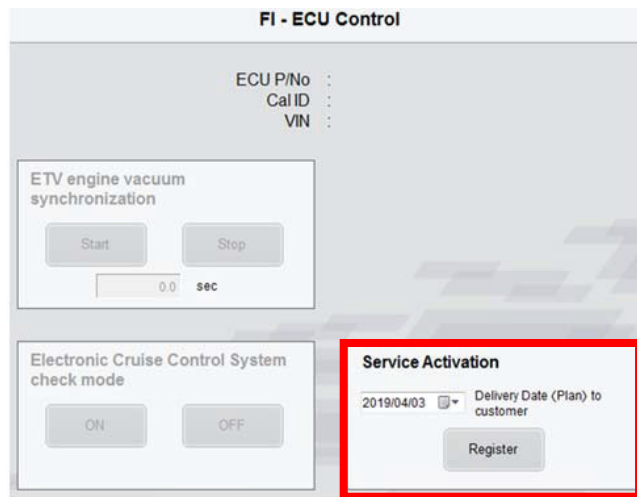 FI - ECU Control
ECU P/No :
Cal ID :
VIN :
ETV engine vacuum
synchronization
Start Stop
0.0 sec
Electronic Cruise Control System
check mode
ON OFF
Service Activation
2019/04/03 Delivery Date (Plan) to
customer
Register